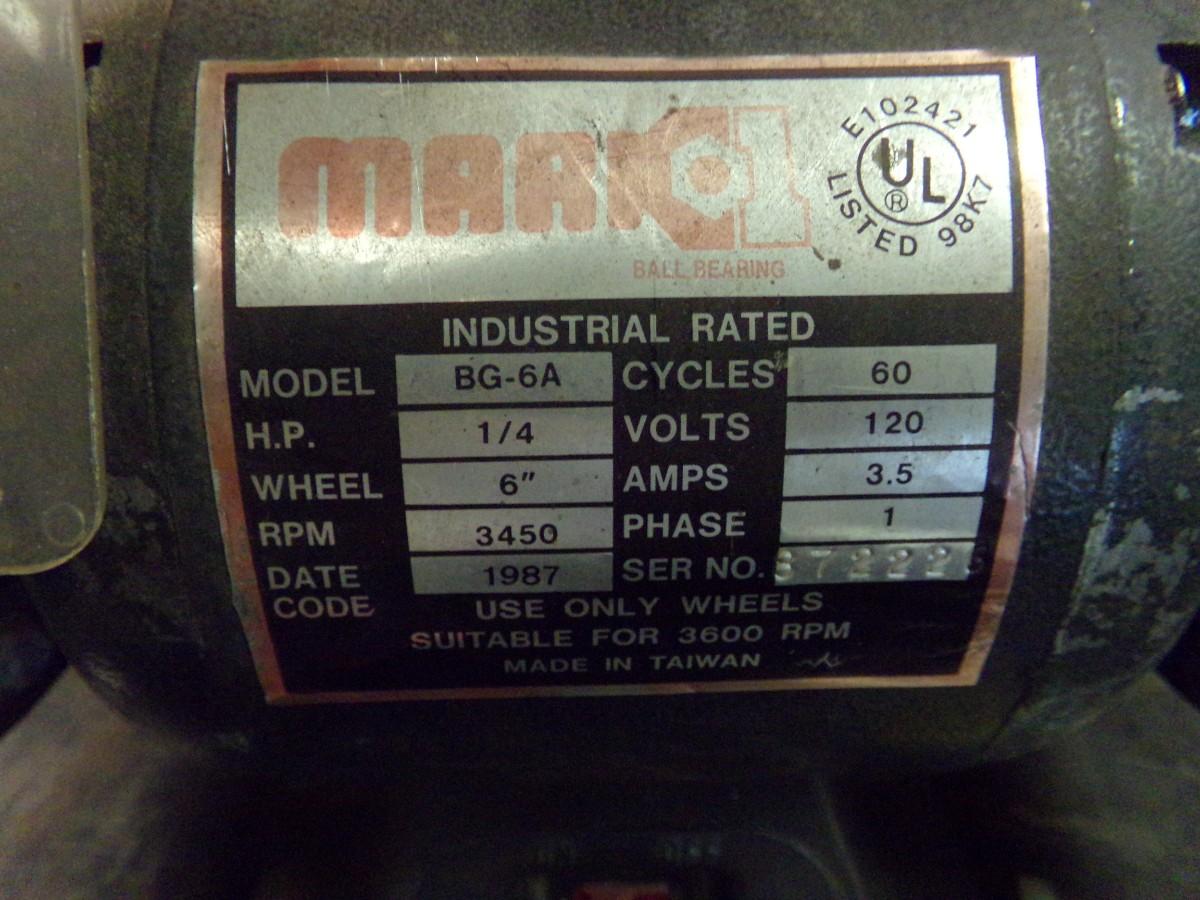 MARK 1
E102421
UL
®
LISTED 98K7
BALL BEARING
INDUSTRIAL RATED
MODEL BG-6A CYCLES 60
H.P. 1/4 VOLTS 120
WHEEL 6" AMPS 3.5
RPM 3450 PHASE 1
DATE CODE 1987 SER NO.
USE ONLY WHEELS
SUITABLE FOR 3600 RPM
MADE IN TAIWAN